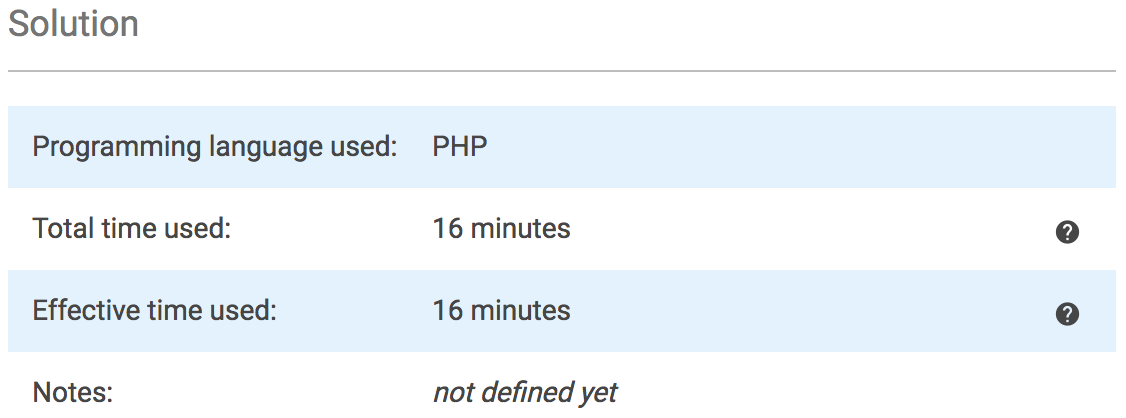 Solution
Programming language used: PHP
Total time used: 16 minutes
Effective time used: 16 minutes
Notes: not defined yet